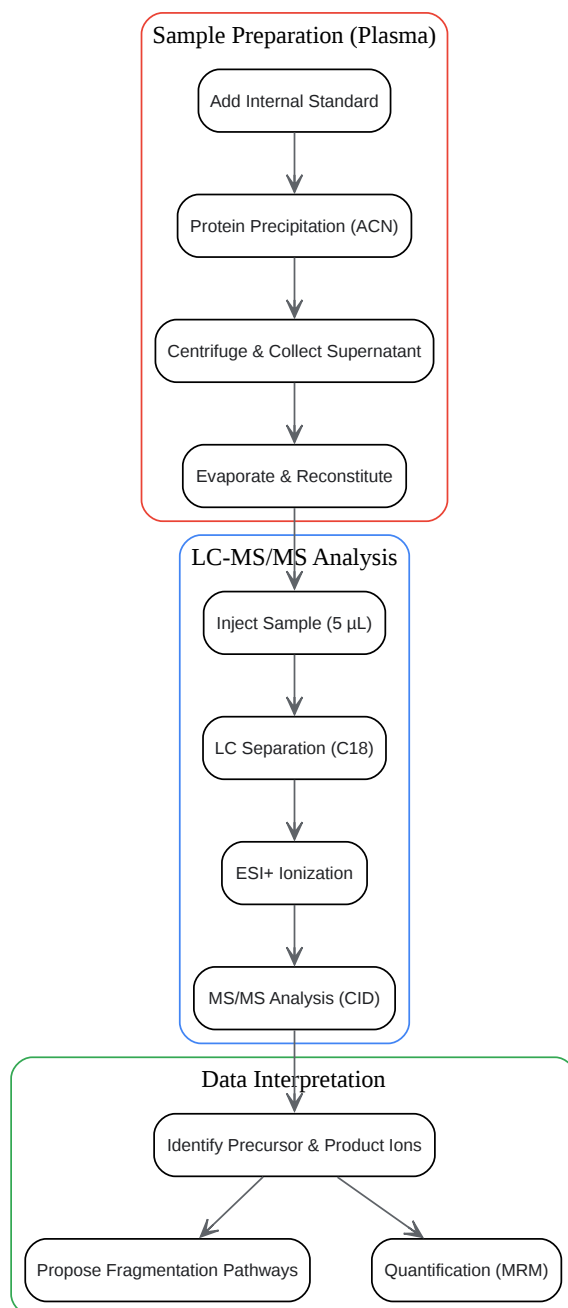 Sample Preparation (Plasma)
Add Internal Standard
Protein Precipitation (ACN)
Centrifuge & Collect Supernatant
Evaporate & Reconstitute
LC-MS/MS Analysis
Inject Sample (5 µL)
LC Separation (C18)
ESI+ Ionization
MS/MS Analysis (CID)
Data Interpretation
Identify Precursor & Product Ions
Propose Fragmentation Pathways
Quantification (MRM)